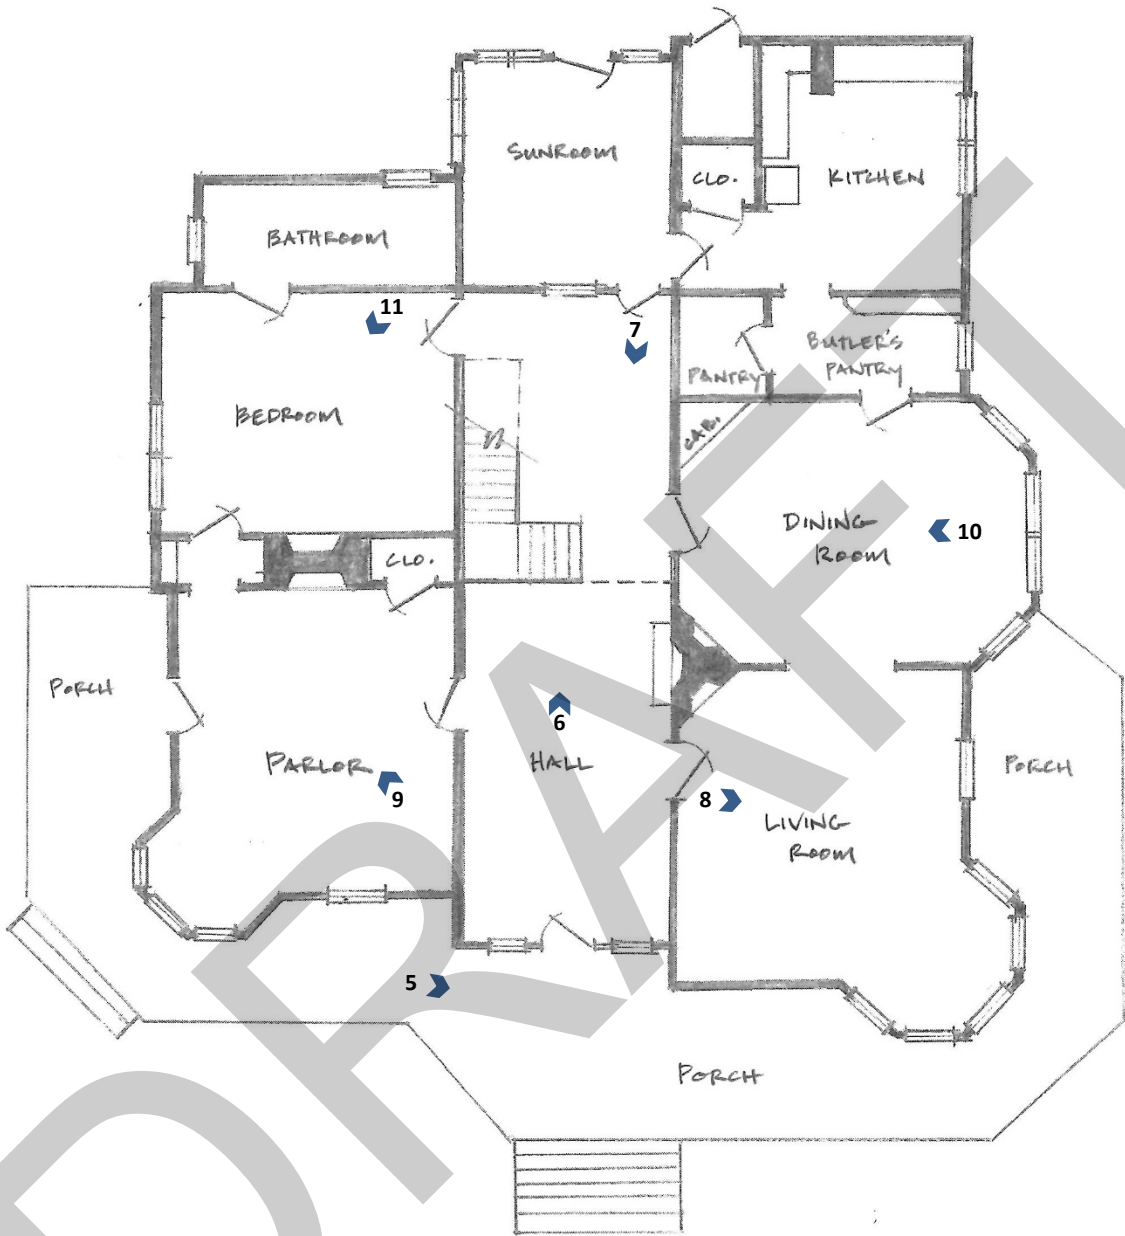 SUNROOM
CLO.
KITCHEN
BATHROOM
11
7
BUTLER'S
PANTRY
PANTRY
BEDROOM
CAB.
DINING
ROOM
10
CLO.
PORCH
6
PARLOR
HALL
PORCH
9
8
LIVING
ROOM
5
PORCH
DRAFT